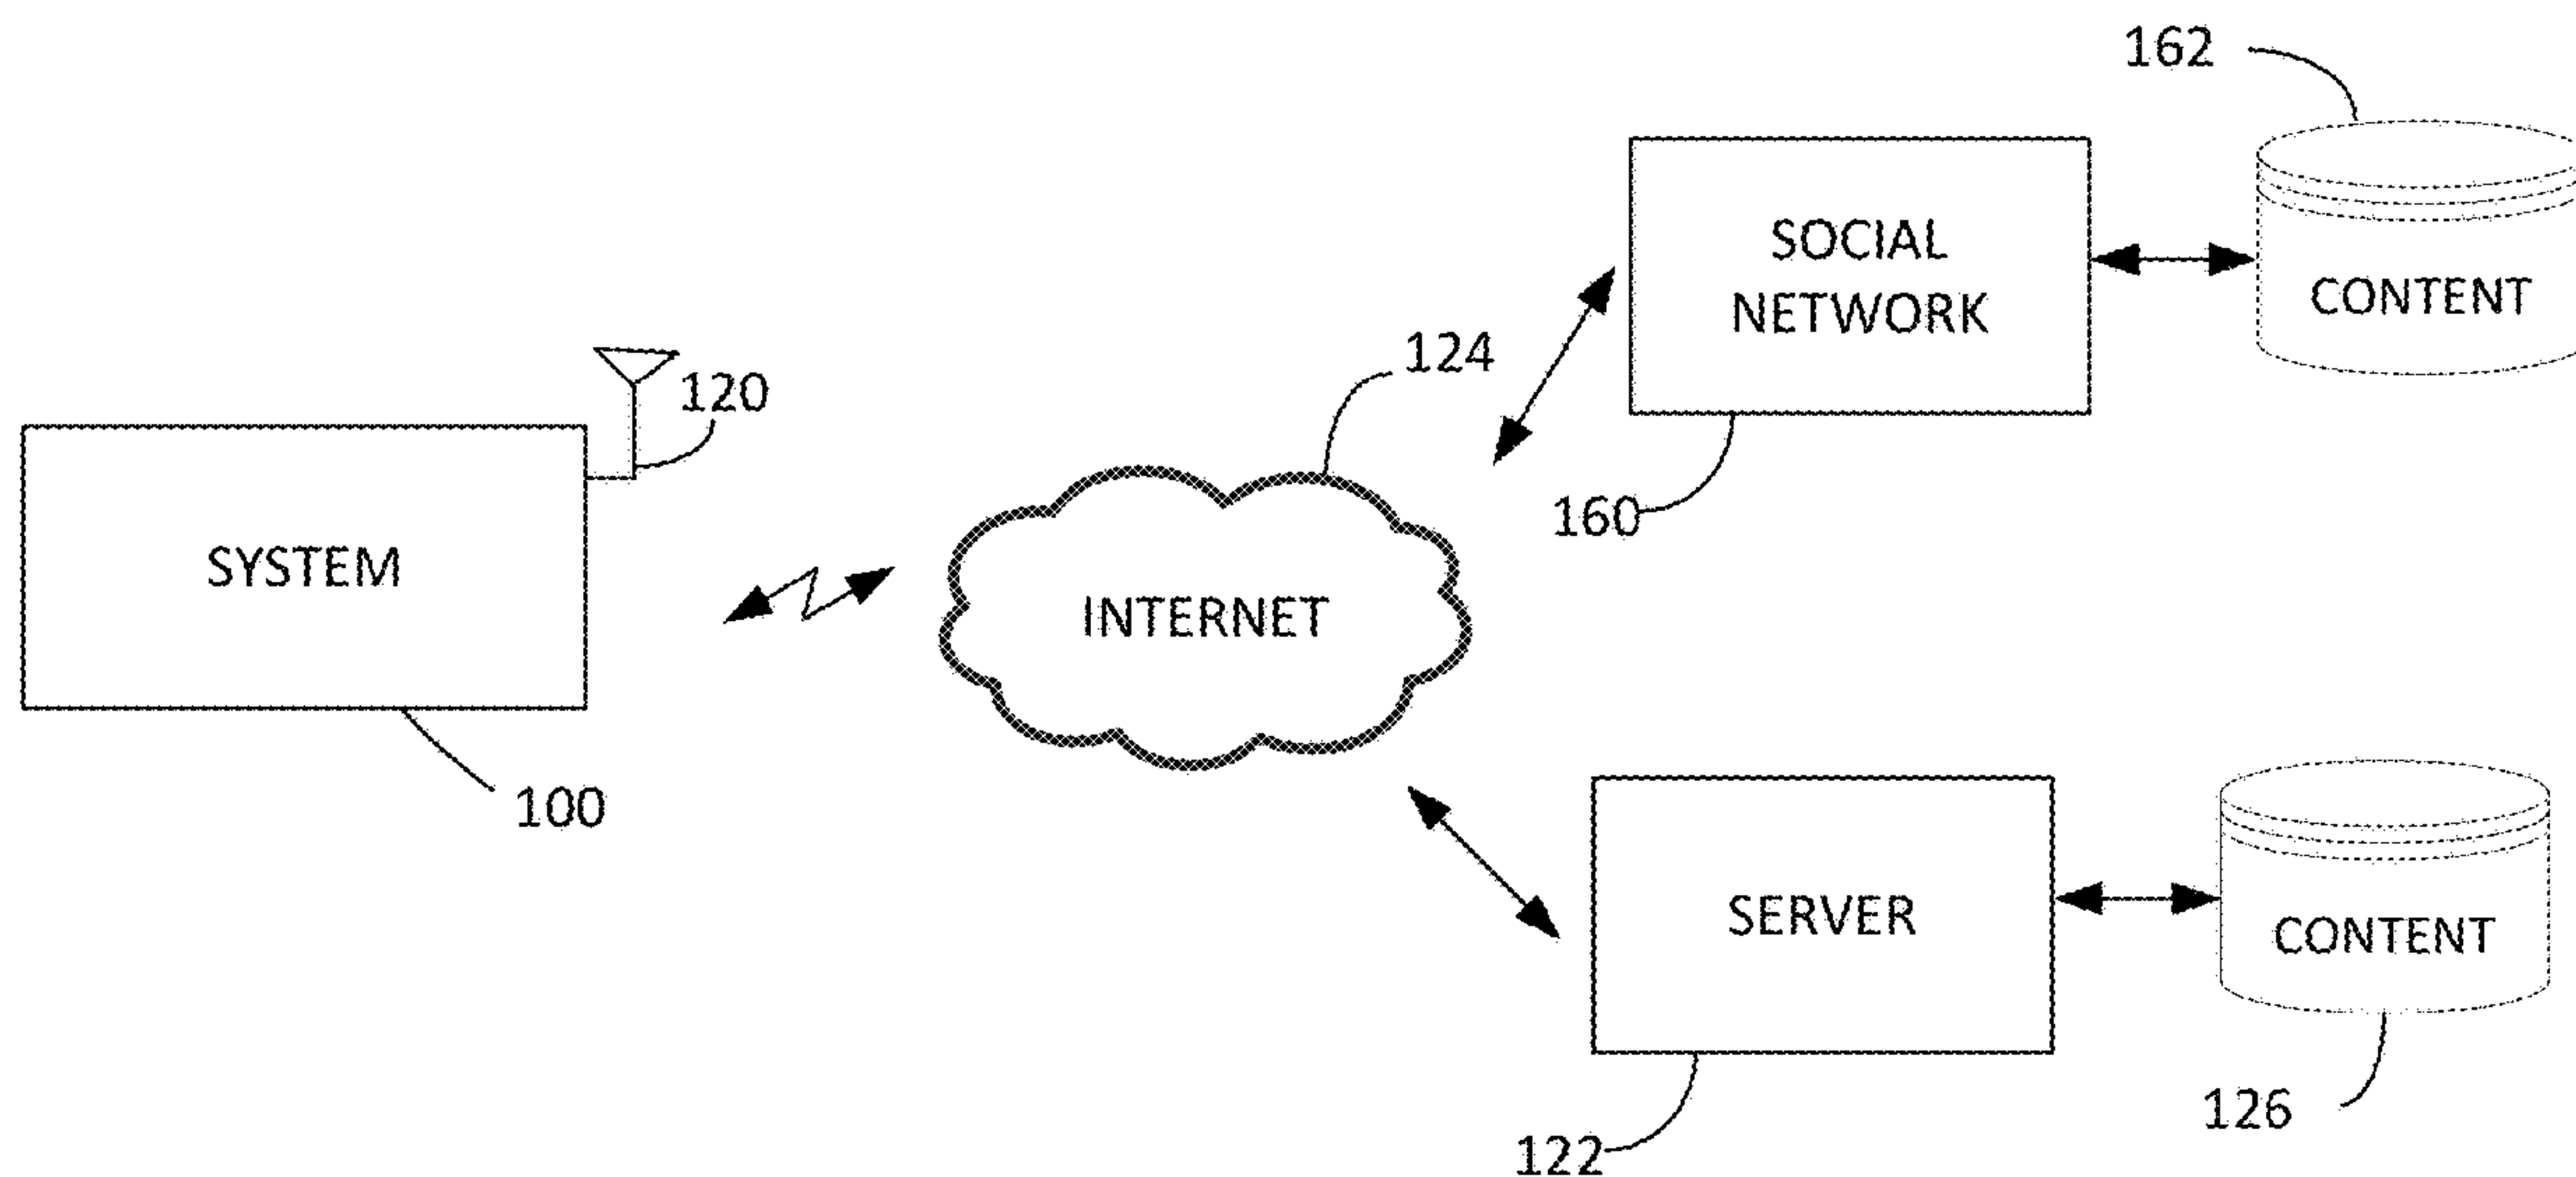 162
SOCIAL
NETWORK
CONTENT
124
120
160
SYSTEM
INTERNET
100
SERVER
CONTENT
126
122